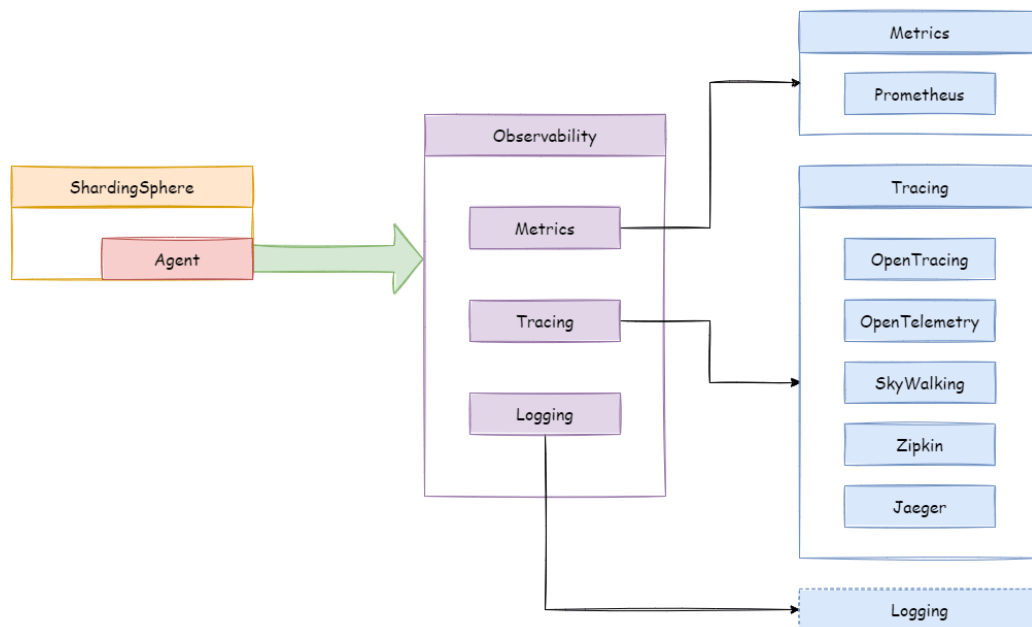 ShardingSphere
Agent
Observability
Metrics
Tracing
Logging
Metrics
Prometheus
Tracing
OpenTracing
OpenTelemetry
SkyWalking
Zipkin
Jaeger
Logging